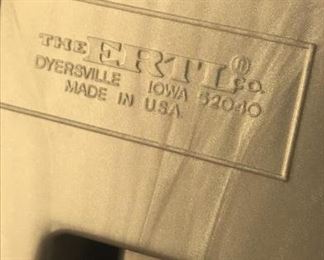 THE ERTL® CO.
DYERSVILLE IOWA 52040
MADE IN U.S.A.